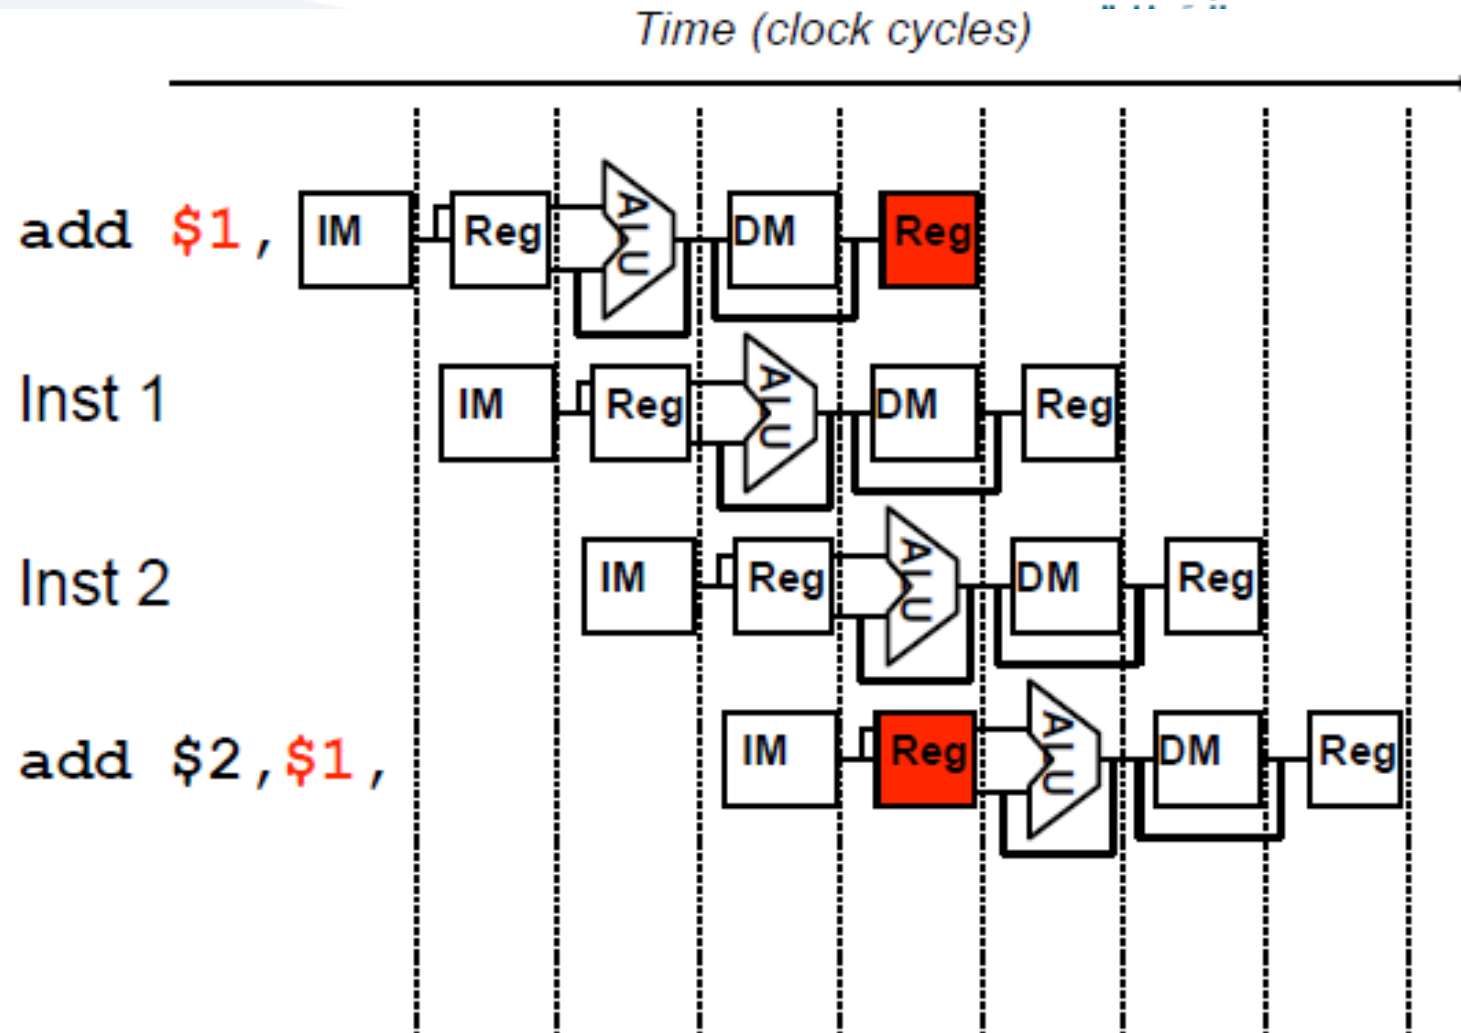 Time (clock cycles)
add $1, IM Reg ALU DM Reg
Inst 1 IM Reg ALU DM Reg
Inst 2 IM Reg ALU DM Reg
add $2,$1, IM Reg ALU DM Reg